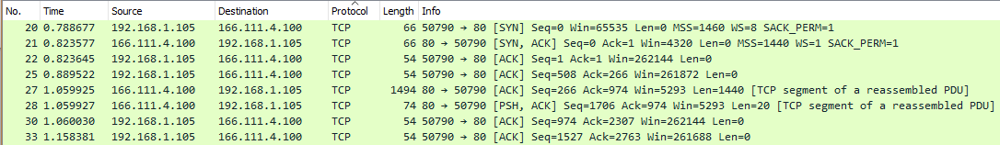 No. Time Source Destination Protocol Length Info
20 0.788677 192.168.1.105 166.111.4.100 TCP 66 50790 → 80 [SYN] Seq=0 Win=65535 Len=0 MSS=1460 WS=8 SACK_PERM=1
21 0.823577 166.111.4.100 192.168.1.105 TCP 66 80 → 50790 [SYN, ACK] Seq=0 Ack=1 Win=4320 Len=0 MSS=1440 WS=1 SACK_PERM=1
22 0.823645 192.168.1.105 166.111.4.100 TCP 54 50790 → 80 [ACK] Seq=1 Ack=1 Win=262144 Len=0
25 0.889522 192.168.1.105 166.111.4.100 TCP 54 50790 → 80 [ACK] Seq=508 Ack=266 Win=261872 Len=0
27 1.059925 166.111.4.100 192.168.1.105 TCP 1494 80 → 50790 [ACK] Seq=266 Ack=974 Win=5293 Len=1440 [TCP segment of a reassembled PDU]
28 1.059927 166.111.4.100 192.168.1.105 TCP 74 80 → 50790 [PSH, ACK] Seq=1706 Ack=974 Win=5293 Len=20 [TCP segment of a reassembled PDU]
30 1.060030 192.168.1.105 166.111.4.100 TCP 54 50790 → 80 [ACK] Seq=974 Ack=2307 Win=262144 Len=0
33 1.158381 192.168.1.105 166.111.4.100 TCP 54 50790 → 80 [ACK] Seq=1527 Ack=2763 Win=261688 Len=0